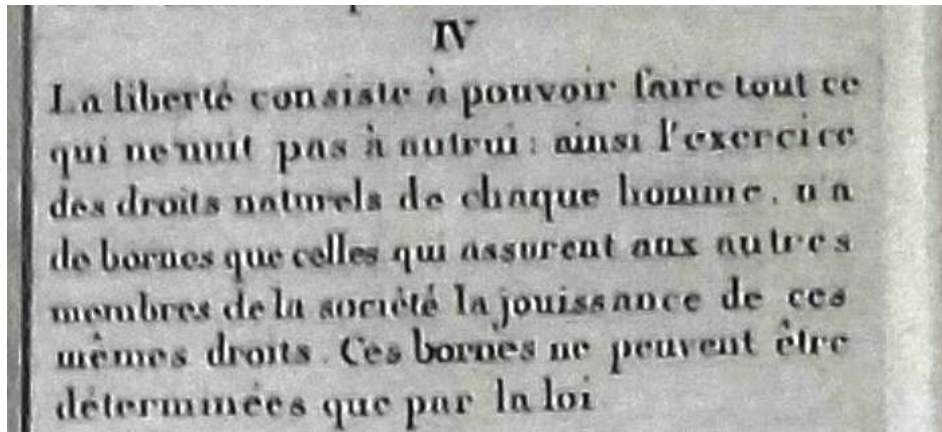 IV
La liberté consiste à pouvoir faire tout ce
qui ne nuit pas à autrui : ainsi l'exercice
des droits naturels de chaque homme, n'a
de bornes que celles qui assurent aux autres
membres de la société la jouissance de ces
mêmes droits. Ces bornes ne peuvent être
déterminées que par la loi